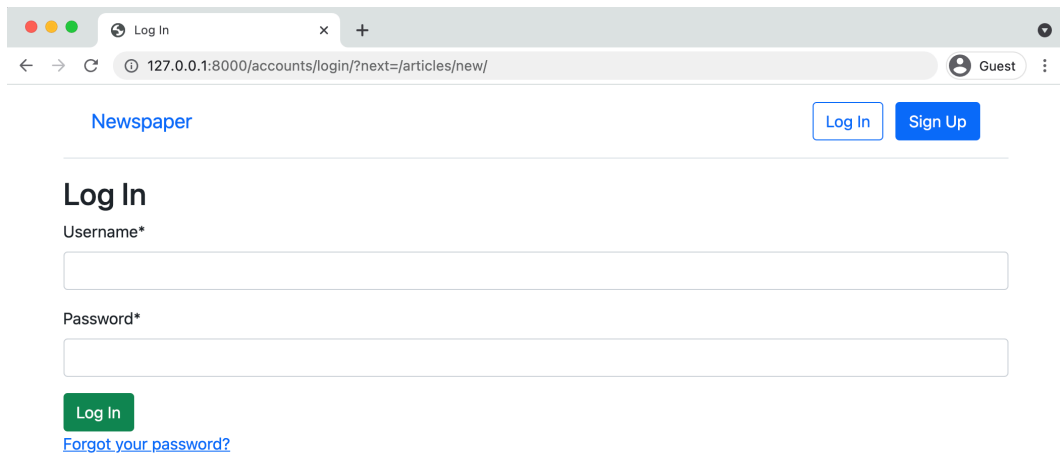 Log In
127.0.0.1:8000/accounts/login/?next=/articles/new/ Guest
Newspaper Log In Sign Up
Log In
Username*
Password*
Log In
Forgot your password?